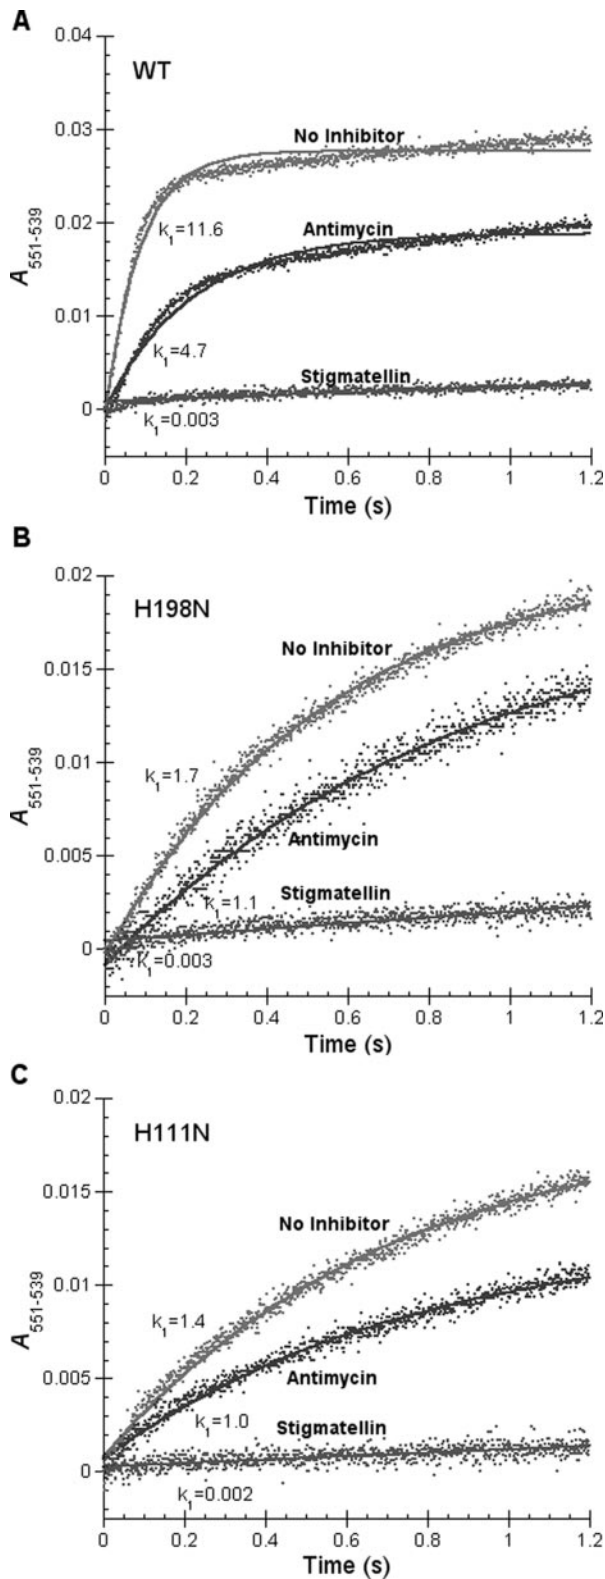 A
WT
0.04
0.03
0.02
0.01
0
A551-539
No Inhibitor
k1=11.6
Antimycin
k1=4.7
Stigmatellin
k1=0.003
0 0.2 0.4 0.6 0.8 1 1.2
Time (s)
B
H198N
0.02
0.015
0.01
0.005
0
A551-539
No Inhibitor
k1=1.7
Antimycin
k1=1.1
Stigmatellin
k1=0.003
0 0.2 0.4 0.6 0.8 1 1.2
Time (s)
C
H111N
0.02
0.015
0.01
0.005
0
A551-539
No Inhibitor
k1=1.4
Antimycin
k1=1.0
Stigmatellin
k1=0.002
0 0.2 0.4 0.6 0.8 1 1.2
Time (s)